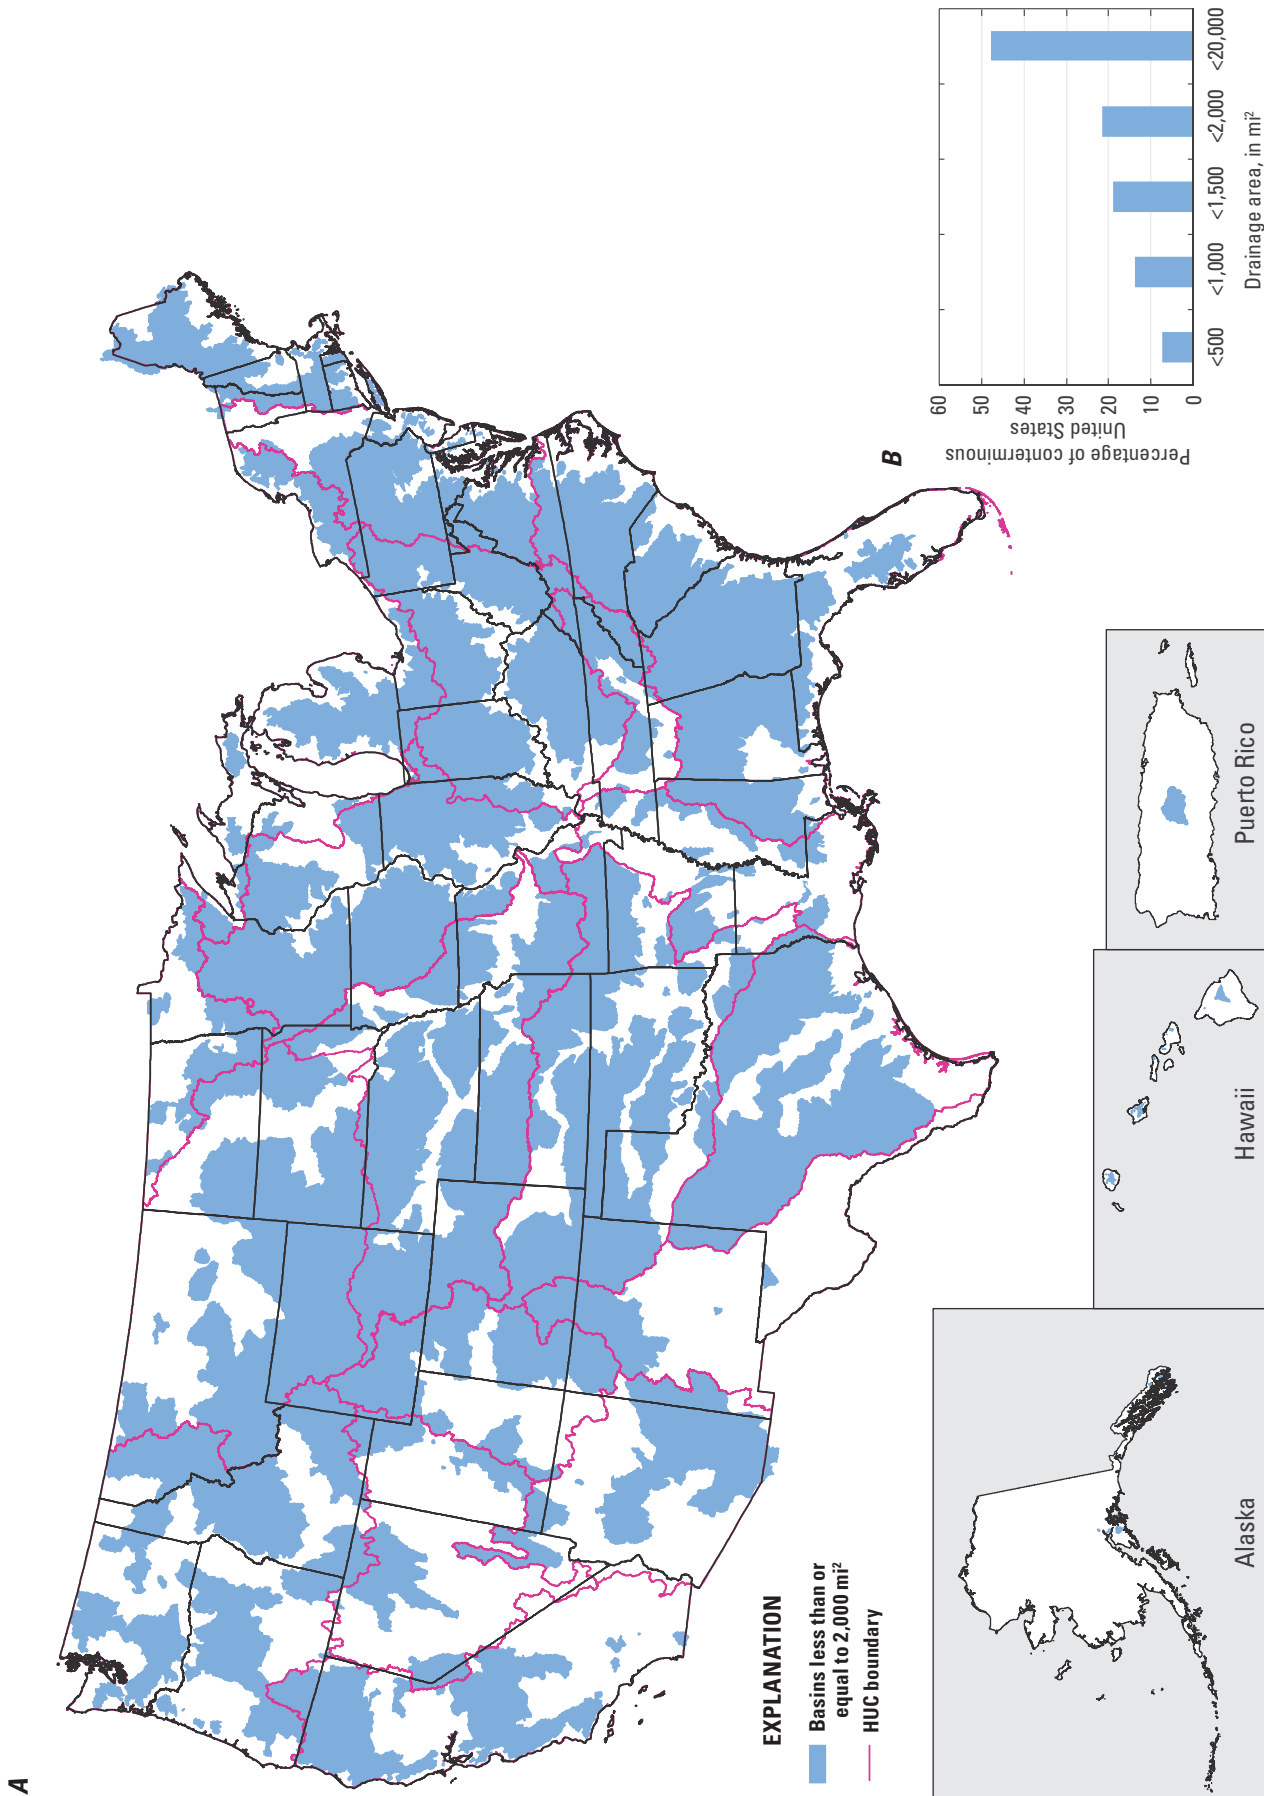 A
EXPLANATION
Basins less than or
equal to 2,000 mi²
HUC boundary
Alaska
Hawaii
Puerto Rico
B
Percentage of conterminous
United States
60
50
40
30
20
10
0
<500
<1,000
<1,500
<2,000
<20,000
Drainage area, in mi²